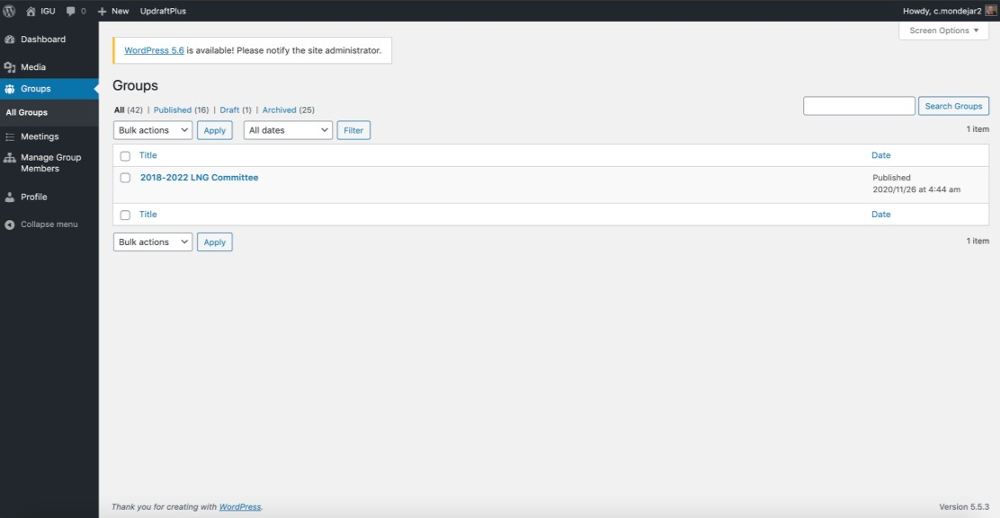 IGU 0 New UpdraftPlus Howdy, c.mondejar2
Screen Options
Dashboard
Media
Groups
All Groups
Meetings
Manage Group
Members
Profile
Collapse menu
WordPress 5.6 is available! Please notify the site administrator.
Groups
All (42) | Published (16) | Draft (1) | Archived (25)
Search Groups
Bulk actions Apply All dates Filter
1 item
Title Date
2018-2022 LNG Committee Published
2020/11/26 at 4:44 am
Title Date
Bulk actions Apply
1 item
Thank you for creating with WordPress. Version 5.5.3